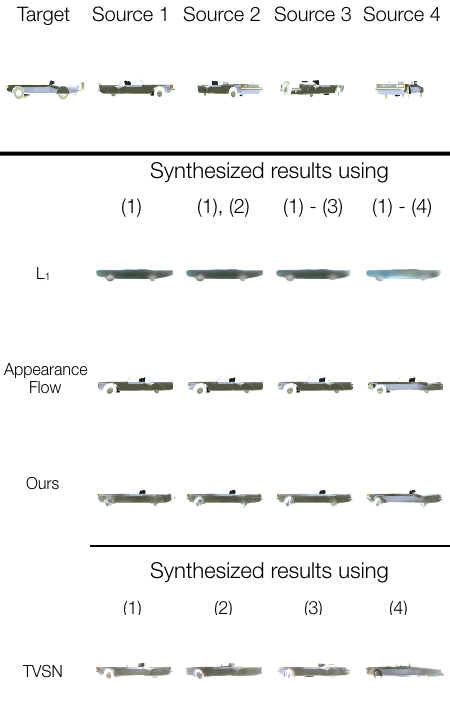 Target Source 1 Source 2 Source 3 Source 4
Synthesized results using
(1) (1), (2) (1) - (3) (1) - (4)
L₁
Appearance
Flow
Ours
Synthesized results using
(1) (2) (3) (4)
TVSN